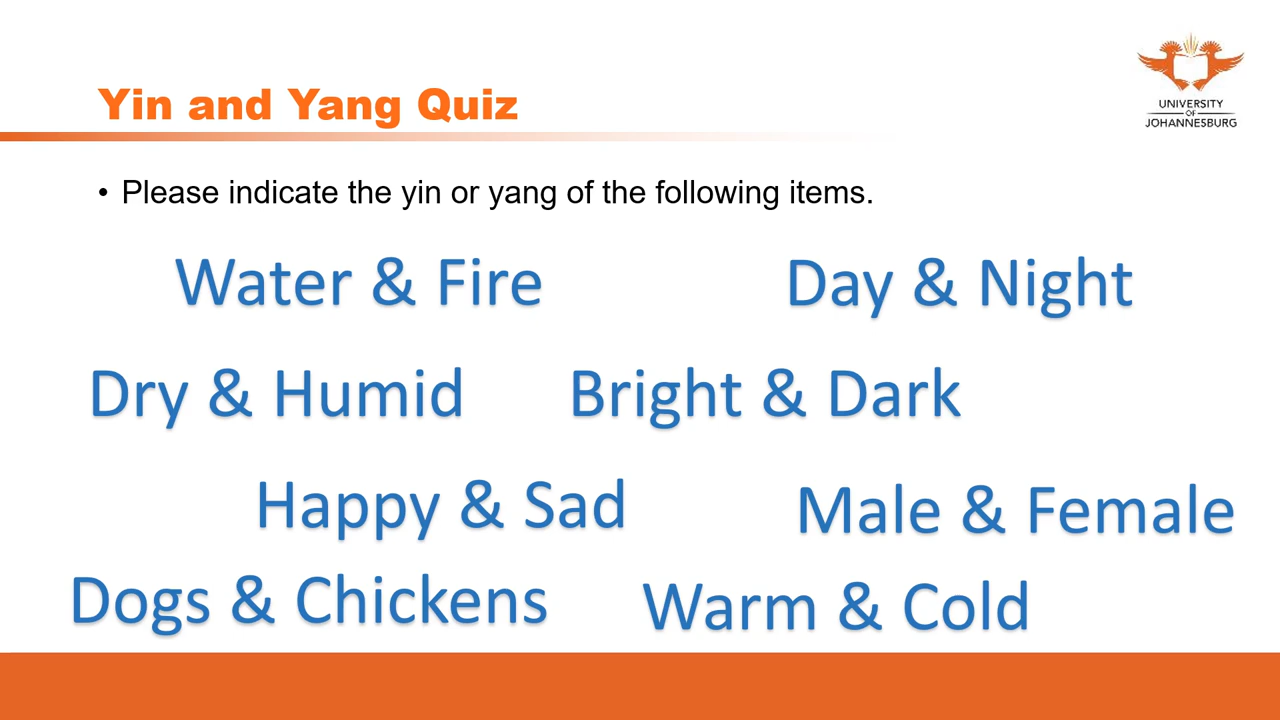 UNIVERSITY
OF
JOHANNESBURG
Yin and Yang Quiz
• Please indicate the yin or yang of the following items.
Water & Fire
Day & Night
Dry & Humid
Bright & Dark
Happy & Sad
Male & Female
Dogs & Chickens
Warm & Cold